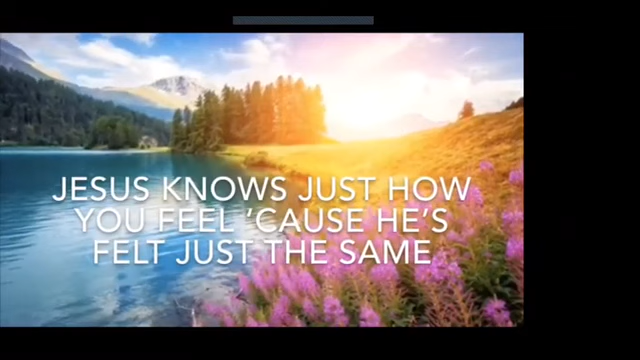 JESUS KNOWS JUST HOW
YOU FEEL 'CAUSE HE'S
FELT JUST THE SAME